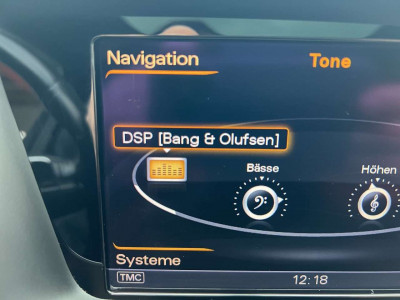 Navigation
Tone
DSP [Bang & Olufsen]
Bässe
Höhen
Systeme
TMC
12:18